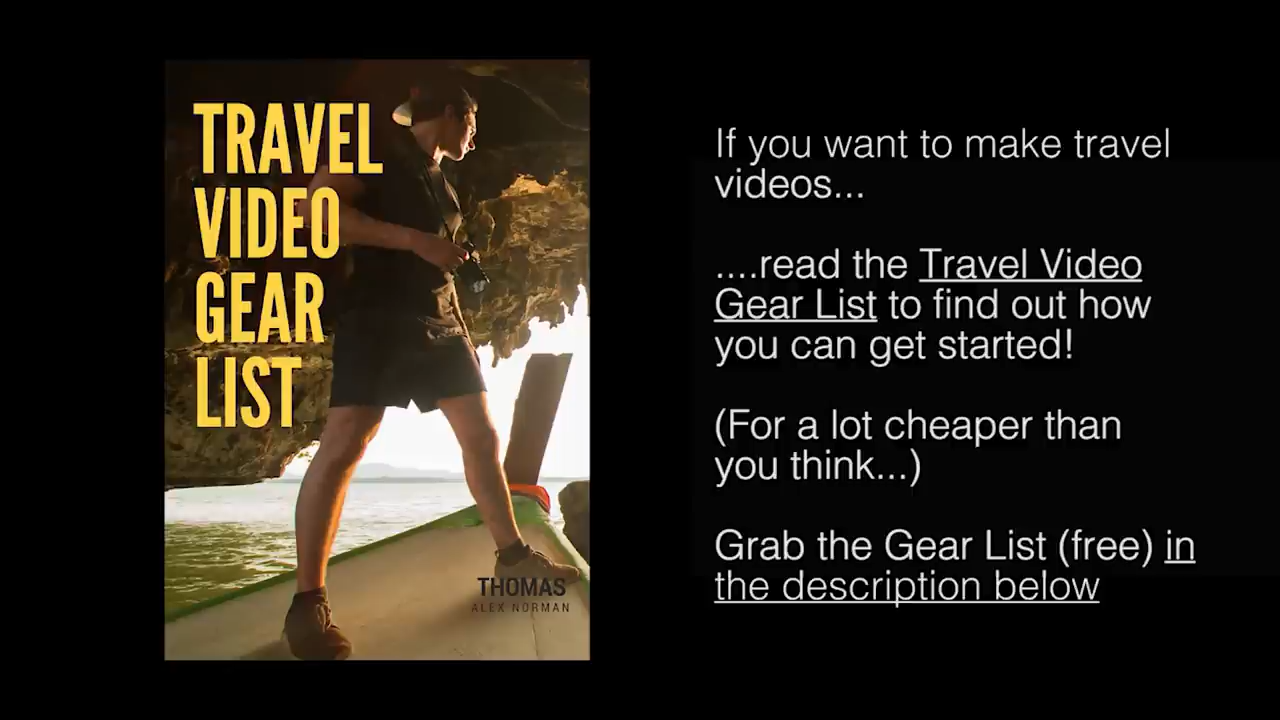 TRAVEL
VIDEO
GEAR
LIST
THOMAS
ALEX NORMAN
If you want to make travel
videos...
....read the Travel Video
Gear List to find out how
you can get started!
(For a lot cheaper than
you think...)
Grab the Gear List (free) in
the description below